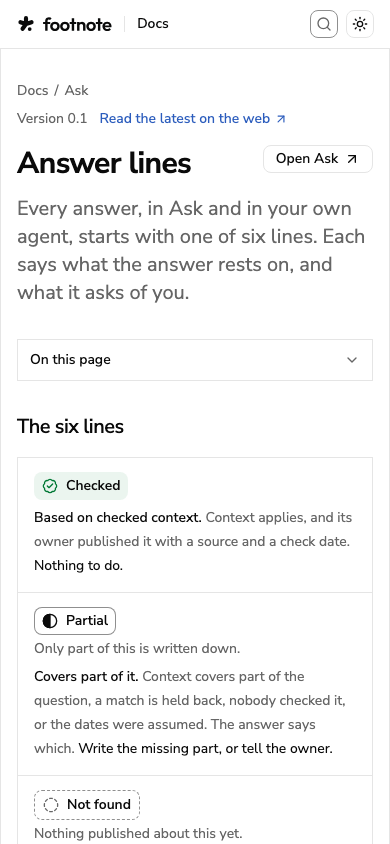 footnote
Docs
Docs / Ask
Version 0.1 Read the latest on the web
Answer lines
Open Ask
Every answer, in Ask and in your own
agent, starts with one of six lines. Each
says what the answer rests on, and
what it asks of you.
On this page
The six lines
Checked
Based on checked context. Context applies, and its
owner published it with a source and a check date.
Nothing to do.
Partial
Only part of this is written down.
Covers part of it. Context covers part of the
question, a match is held back, nobody checked it,
or the dates were assumed. The answer says
which. Write the missing part, or tell the owner.
Not found
Nothing published about this yet.